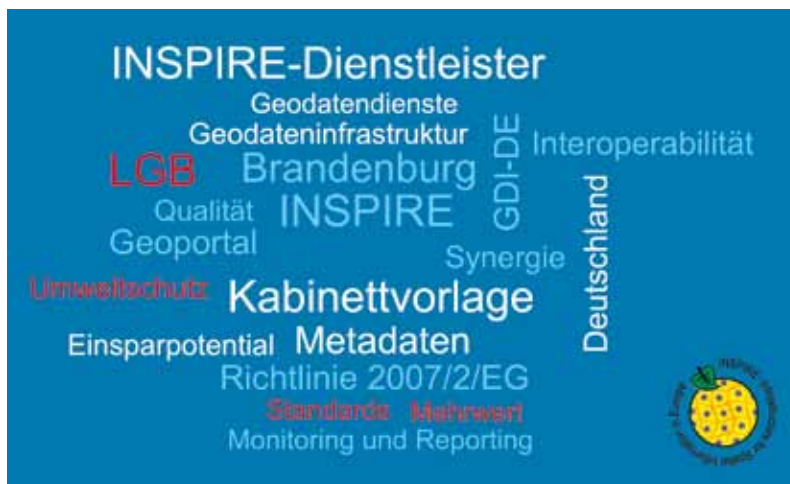 INSPIRE-Dienstleister
Geodatendienste
Geodateninfrastruktur
GDI-DE
Interoperabilität
LGB
Brandenburg
Qualität
INSPIRE
Geoportal
Synergie
Deutschland
Umweltschutz
Kabinettvorlage
Einsparpotential
Metadaten
Richtlinie 2007/2/EG
Standards
Mehrwert
Monitoring und Reporting